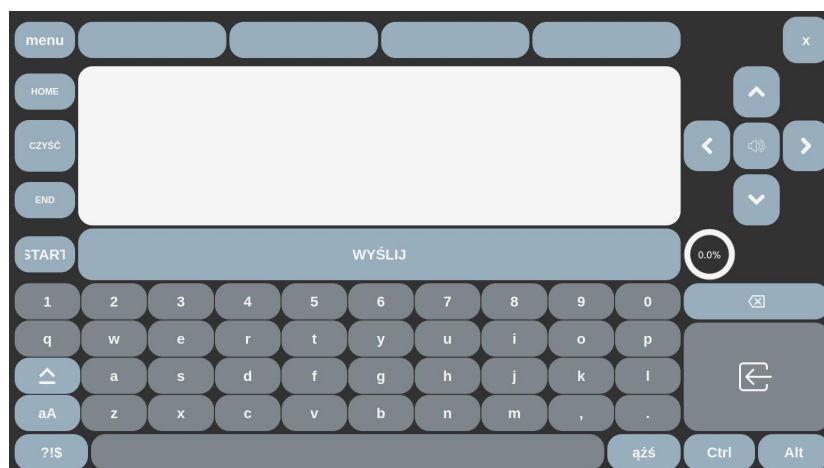 menu
x
HOME
CZYŚĆ
END
START
WYŚLIJ
0.0%
1 2 3 4 5 6 7 8 9 0
q w e r t y u i o p
a s d f g h j k l
aA z x c v b n m , .
?!$ ążś Ctrl Alt